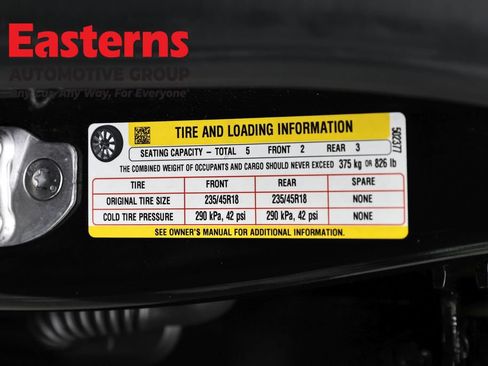 Easterns
AUTOMOTIVE GROUP
Any Car, Any Way, For Everyone
TIRE AND LOADING INFORMATION
SEATING CAPACITY - TOTAL 5 FRONT 2 REAR 3
THE COMBINED WEIGHT OF OCCUPANTS AND CARGO SHOULD NEVER EXCEED 375 kg OR 826 lb
TIRE FRONT REAR SPARE
ORIGINAL TIRE SIZE 235/45R18 235/45R18 NONE
COLD TIRE PRESSURE 290 kPa, 42 psi 290 kPa, 42 psi NONE
SEE OWNER'S MANUAL FOR ADDITIONAL INFORMATION.
502377